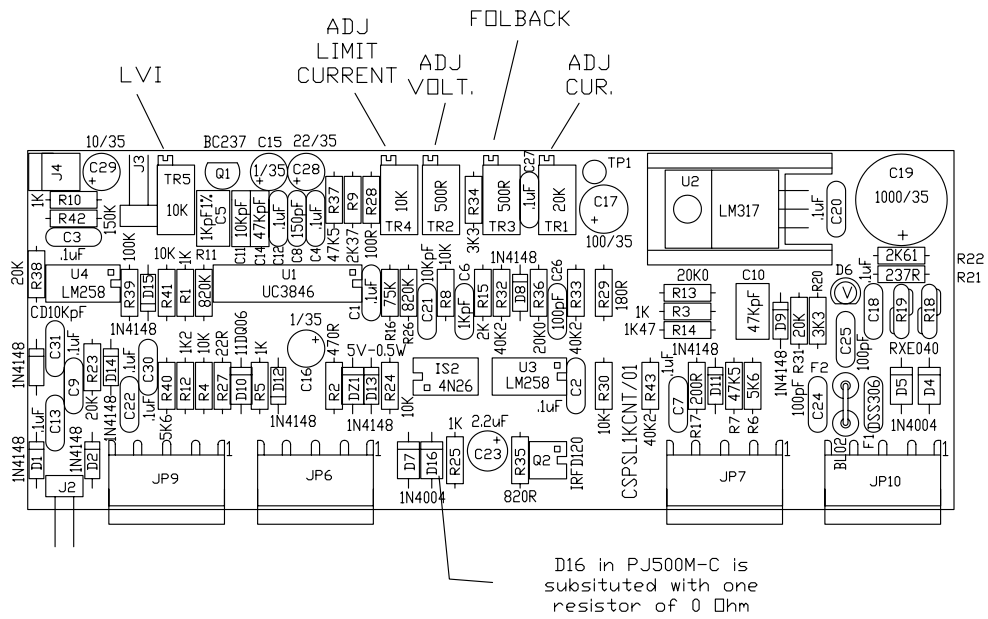 FOLBACK
ADJ
LIMIT
CURRENT
ADJ
VOLT.
ADJ
CUR.
LVI
10/35
J3
BC237
C15
22/35
C27
TP1
J4
C29
TR5
10K
Q1
1/35
C28
R37
R9
R28
10K
TR4
500R
TR2
R34
500R
TR3
.1uF
20K
TR1
C17
100/35
U2
LM317
.1uF
C20
C19
1000/35
1K
R10
R42
150K
C3
.1uF
1KpF1%
C5
10KpF
C11
47KpF
C14
.1uF
C12
150pF
C8
.1uF
C4
47K5
2K37
100R
3K3
2K61
R22
237R
R21
20K
R38
U4
LM258
100K
R39
D15
10K
R41
1K
R1
R11
820K
U1
UC3846
.1uF
C1
75K
R16
820K
R26
10KpF
C21
10K
R8
C6
1KpF
R15
2K
R32
40K2
1N4148
D8
R36
20K0
C26
100pF
R33
40K2
R29
180R
20K0
R13
1K
R3
1K47
R14
1N4148
C10
47KpF
D9
1N4148
20K
R31
R20
3K3
D6
V
.1uF
C18
R19
R18
RXE040
C25
100pF
CD10KpF
C31
1N4148
.1uF
C9
R23
20K
D14
1N4148
.1uF
C22
1N4148
C30
.1uF
1K2
R40
5K6
R2
10K
R4
22R
R27
11DQ06
D10
1K
R5
D12
1N4148
1/35
C16
470R
R2
5V-0.5W
DZ1
D13
1N4148
R24
10K
IS2
4N26
U3
LM258
.1uF
C2
R30
10K
R43
40K2
C7
.1uF
200R
R17
D11
47K5
R7
5K6
R6
100pF
C24
F2
F1
BL02
DSS306
D5
D4
1N4004
1N4148
D1
.1uF
C13
1N4148
D2
J2
JP9
1
JP6
1
D7
D16
1N4004
1K
R25
2.2uF
C23
R35
820R
Q2
IRFD120
CSPSL1KCNT/01
JP7
1
JP10
1
D16 in PJ500M-C is
subsituted with one
resistor of 0 Ohm